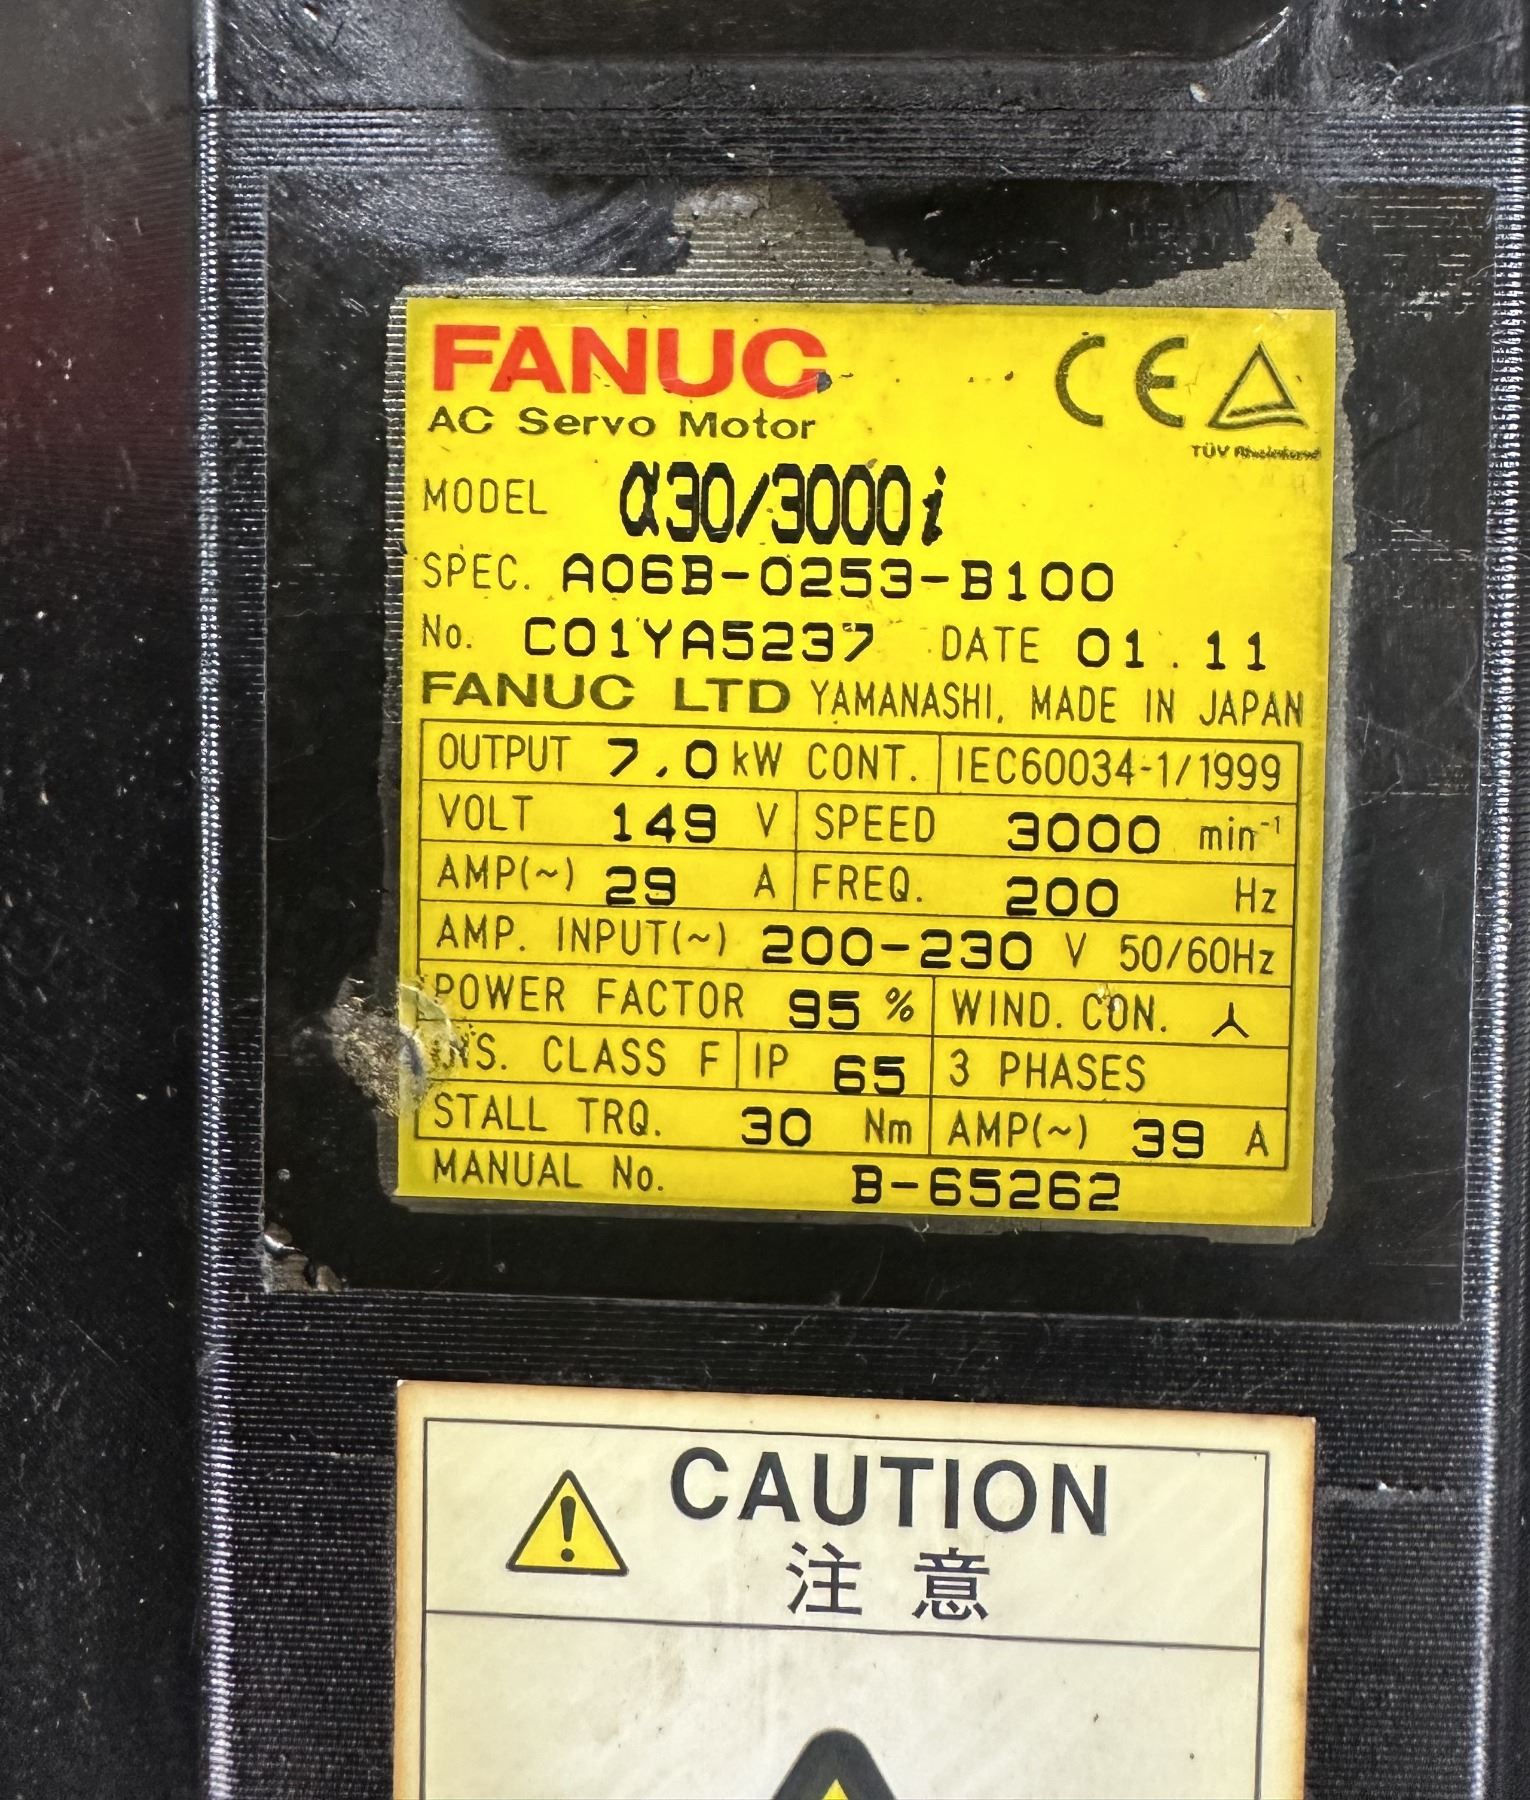 FANUC
AC Servo Motor
CE
TÜV Rheinland
MODEL α30/3000i
SPEC. A06B-0253-B100
No. C01YA5237 DATE 01.11
FANUC LTD YAMANASHI, MADE IN JAPAN
OUTPUT 7.0 kW CONT. IEC60034-1/1999
VOLT 149 V SPEED 3000 min⁻¹
AMP(~) 29 A FREQ. 200 Hz
AMP. INPUT(~) 200-230 V 50/60Hz
POWER FACTOR 95 % WIND. CON.
INS. CLASS F IP 65 3 PHASES
STALL TRQ. 30 Nm AMP(~) 39 A
MANUAL No. B-65262
CAUTION
注意